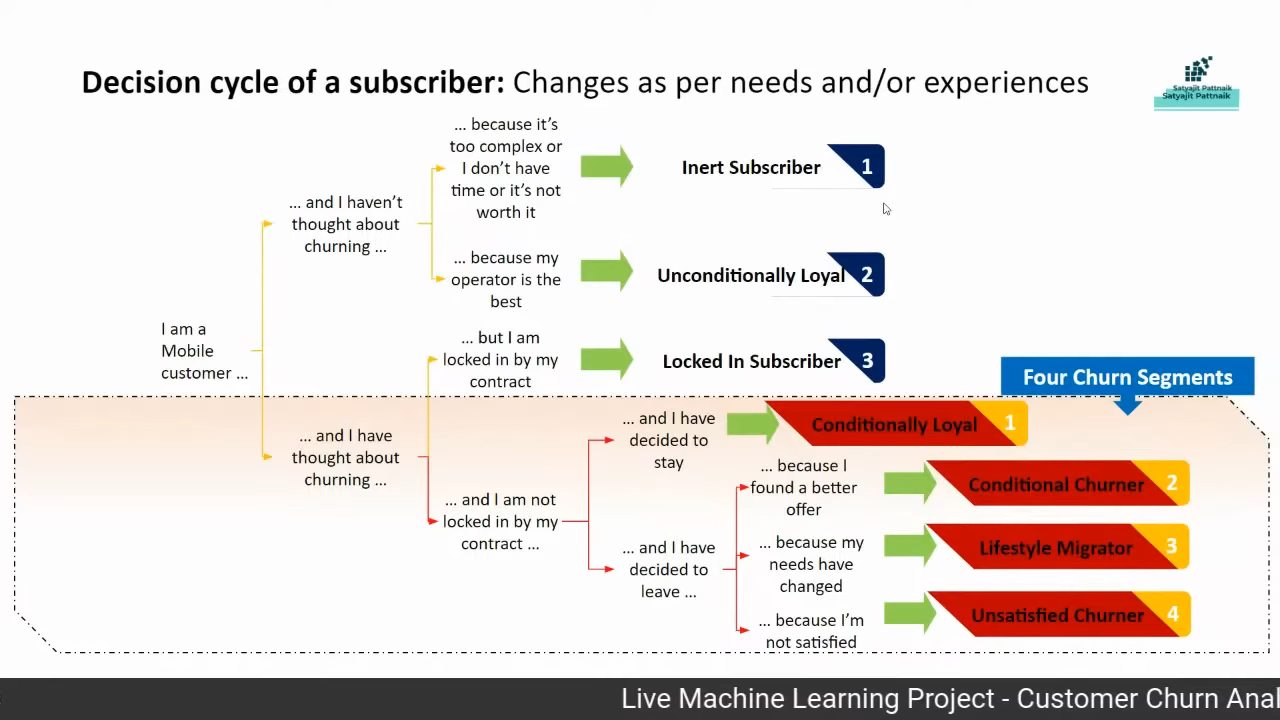 Decision cycle of a subscriber: Changes as per needs and/or experiences
Satyajit Pattnaik
Satyajit Pattnaik
... because it's
too complex or
I don't have
time or it's not
worth it
Inert Subscriber
1
... and I haven't
thought about
churning ...
... because my
operator is the
best
Unconditionally Loyal
2
I am a
Mobile
customer ...
... but I am
locked in by my
contract
Locked In Subscriber
3
Four Churn Segments
... and I have
thought about
churning ...
... and I am not
locked in by my
contract ...
... and I have
decided to
stay
Conditionally Loyal
1
... and I have
decided to
leave ...
... because I
found a better
offer
Conditional Churner
2
... because my
needs have
changed
Lifestyle Migrator
3
... because I'm
not satisfied
Unsatisfied Churner
4
Live Machine Learning Project - Customer Churn Anal